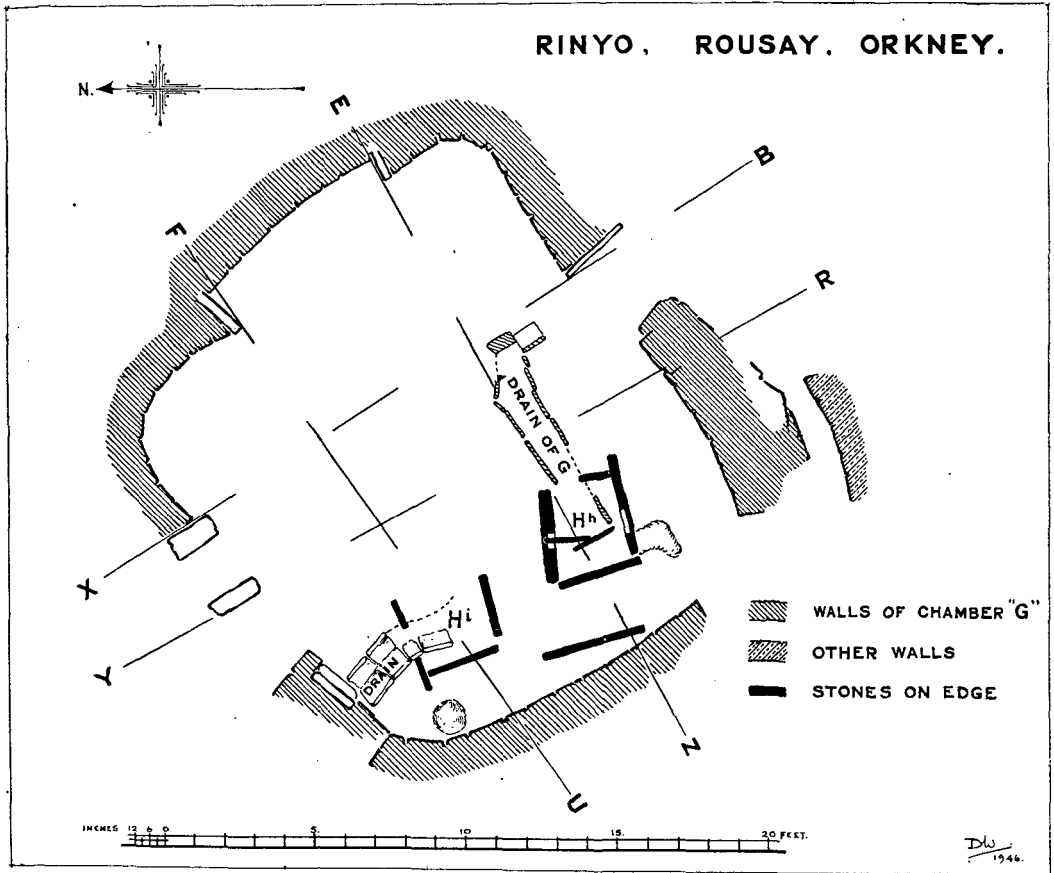 RINYO, ROUSAY, ORKNEY.
N.
E
B
F
R
DRAIN OF G
Hh
X
Y
Hi
DRAIN
WALLS OF CHAMBER "G"
OTHER WALLS
STONES ON EDGE
Z
U
INCHES 12 6 0 5. 10 15. 20 FEET.
DW
1946.